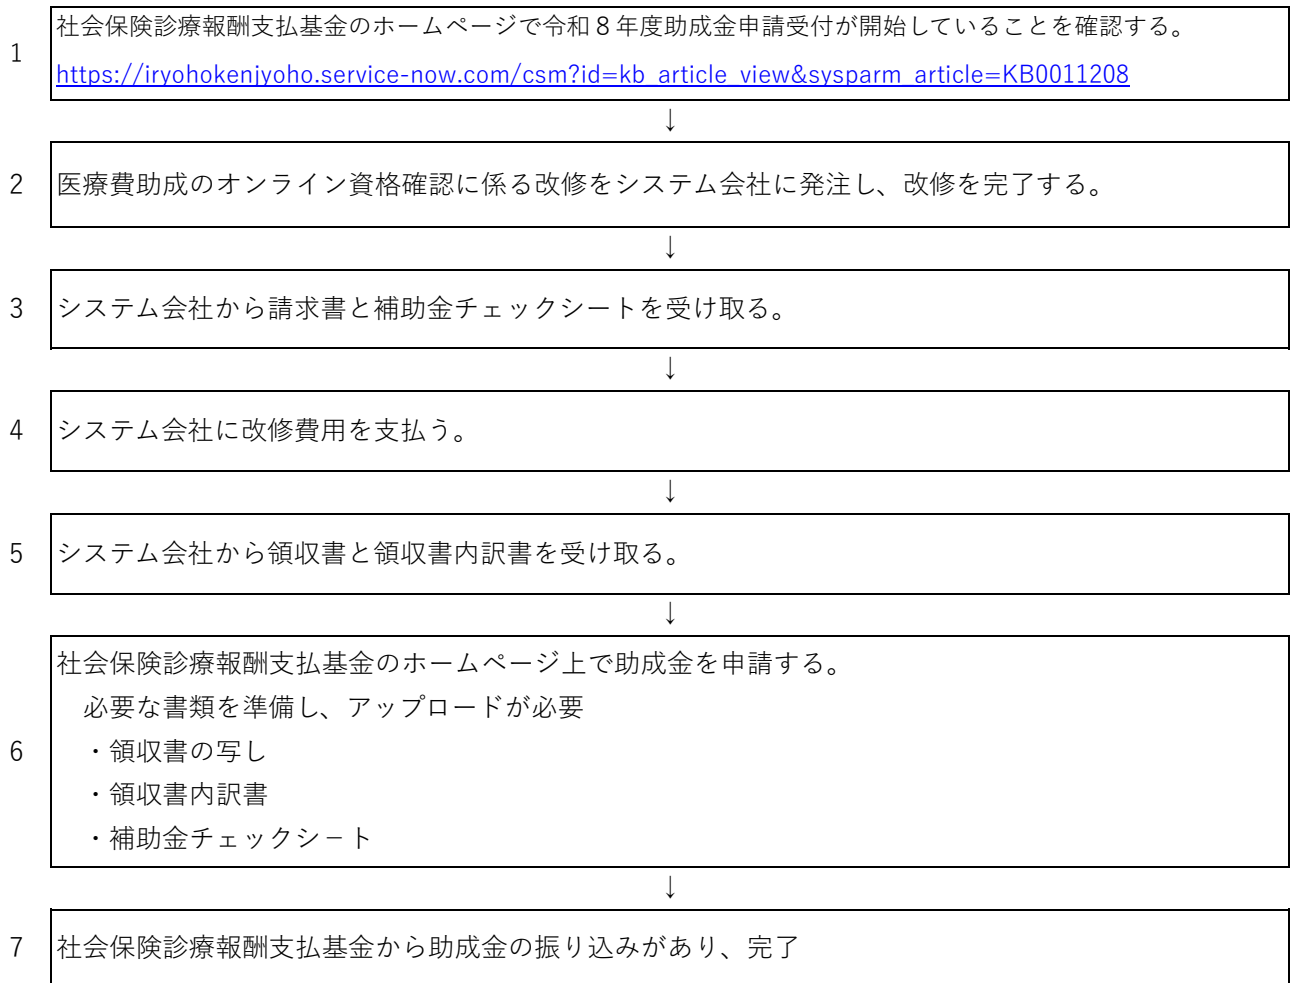 1
社会保険診療報酬支払基金のホームページで令和８年度助成金申請受付が開始していることを確認する。
https://iryohokenjyoho.service-now.com/csm?id=kb_article_view&sysparm_article=KB0011208
↓
2
医療費助成のオンライン資格確認に係る改修をシステム会社に発注し、改修を完了する。
↓
3
システム会社から請求書と補助金チェックシートを受け取る。
↓
4
システム会社に改修費用を支払う。
↓
5
システム会社から領収書と領収書内訳書を受け取る。
↓
6
社会保険診療報酬支払基金のホームページ上で助成金を申請する。
必要な書類を準備し、アップロードが必要
・領収書の写し
・領収書内訳書
・補助金チェックシ－ト
↓
7
社会保険診療報酬支払基金から助成金の振り込みがあり、完了